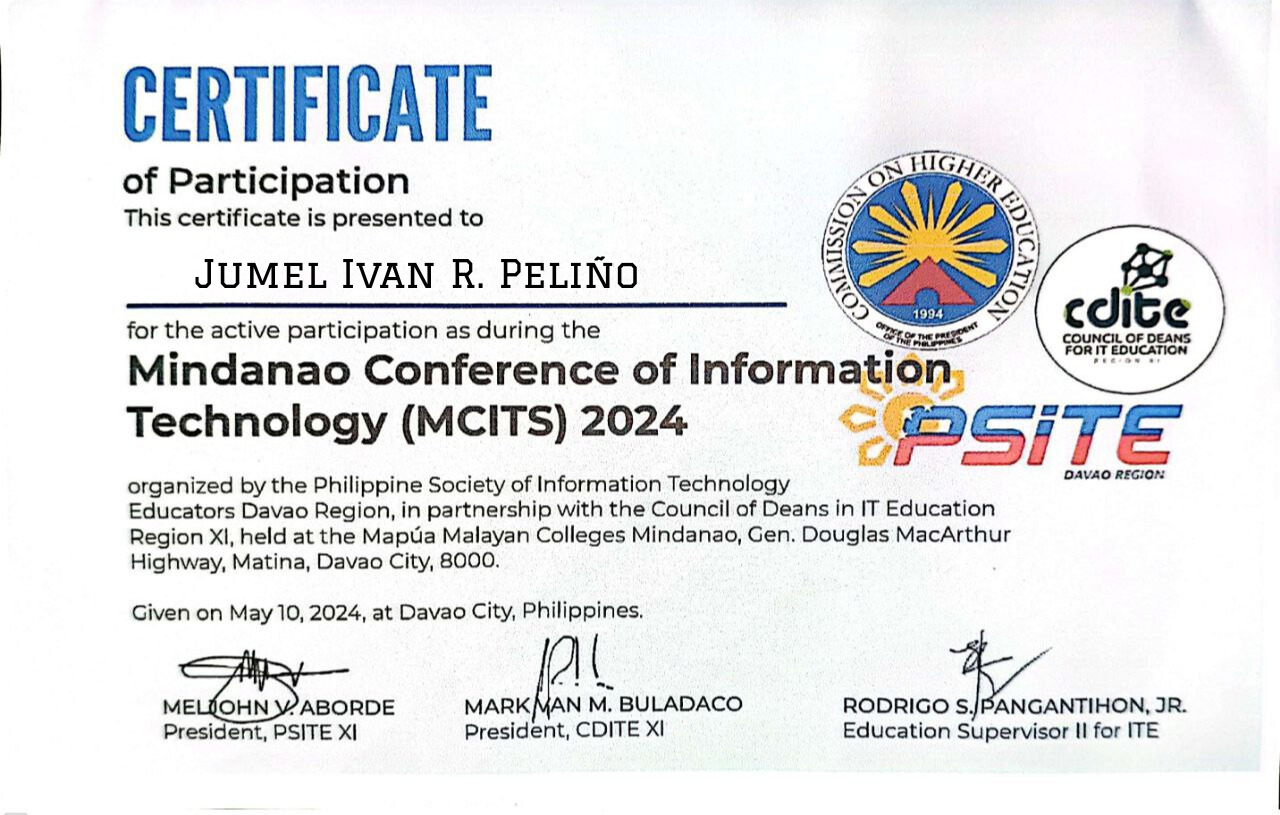 CERTIFICATE
of Participation
This certificate is presented to
JUMEL IVAN R. PELIÑO
for the active participation as during the
Mindanao Conference of Information
Technology (MCITS) 2024
organized by the Philippine Society of Information Technology
Educators Davao Region, in partnership with the Council of Deans in IT Education
Region XI, held at the Mapúa Malayan Colleges Mindanao, Gen. Douglas MacArthur
Highway, Matina, Davao City, 8000.
Given on May 10, 2024, at Davao City, Philippines.
COMMISSION ON HIGHER EDUCATION
1994
OFFICE OF THE PRESIDENT
OF THE PHILIPPINES
cdite
COUNCIL OF DEANS
FOR IT EDUCATION
REGION XI
PSiTE
DAVAO REGION
MELJOHN V. ABORDE
President, PSITE XI
MARK VAN M. BULADACO
President, CDITE XI
RODRIGO S. PANGANTIHON, JR.
Education Supervisor II for ITE